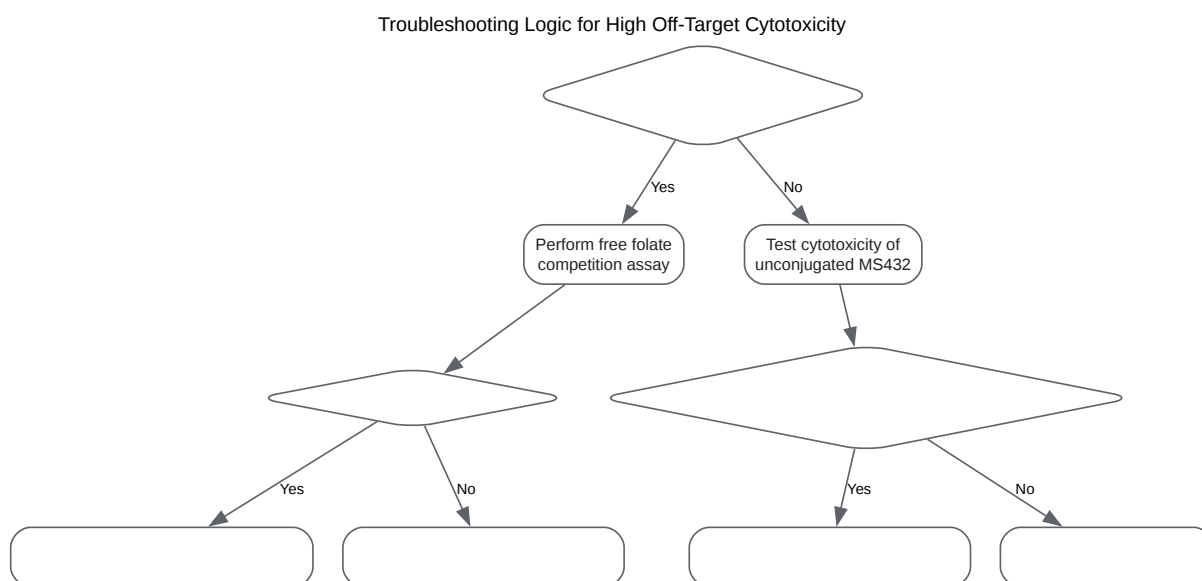 Troubleshooting Logic for High Off-Target Cytotoxicity
Yes
No
Perform free folate
competition assay
Test cytotoxicity of
unconjugated MS432
Yes
No
Yes
No